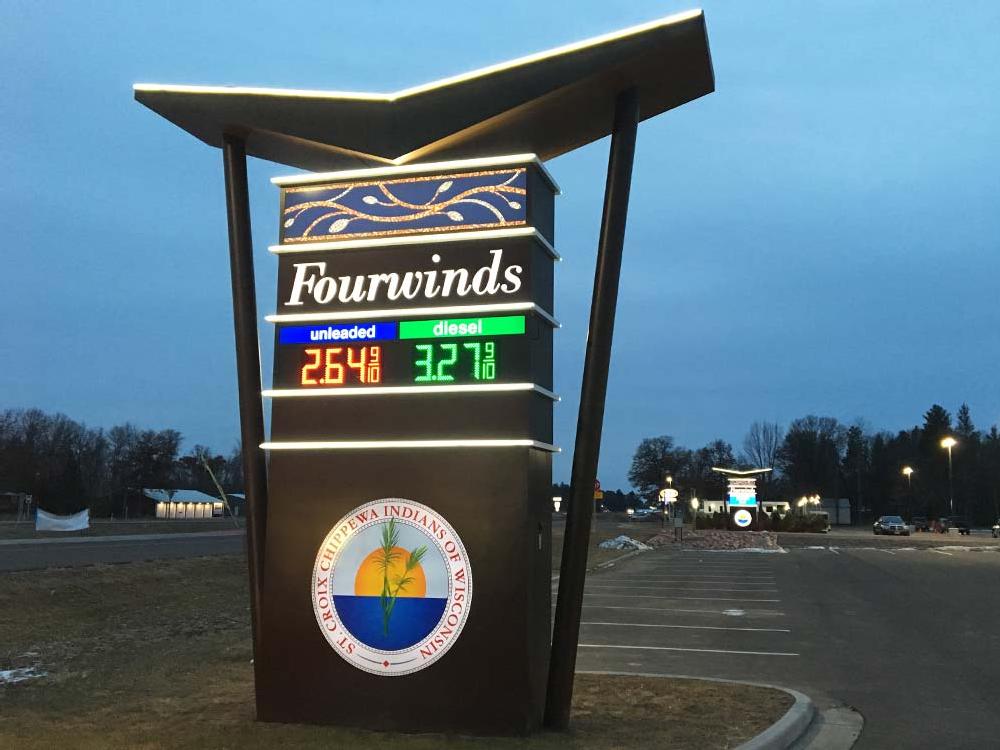 Fourwinds
unleaded diesel
2.64 9/10 3.27 9/10
ST. CROIX CHIPPEWA INDIANS OF WISCONSIN